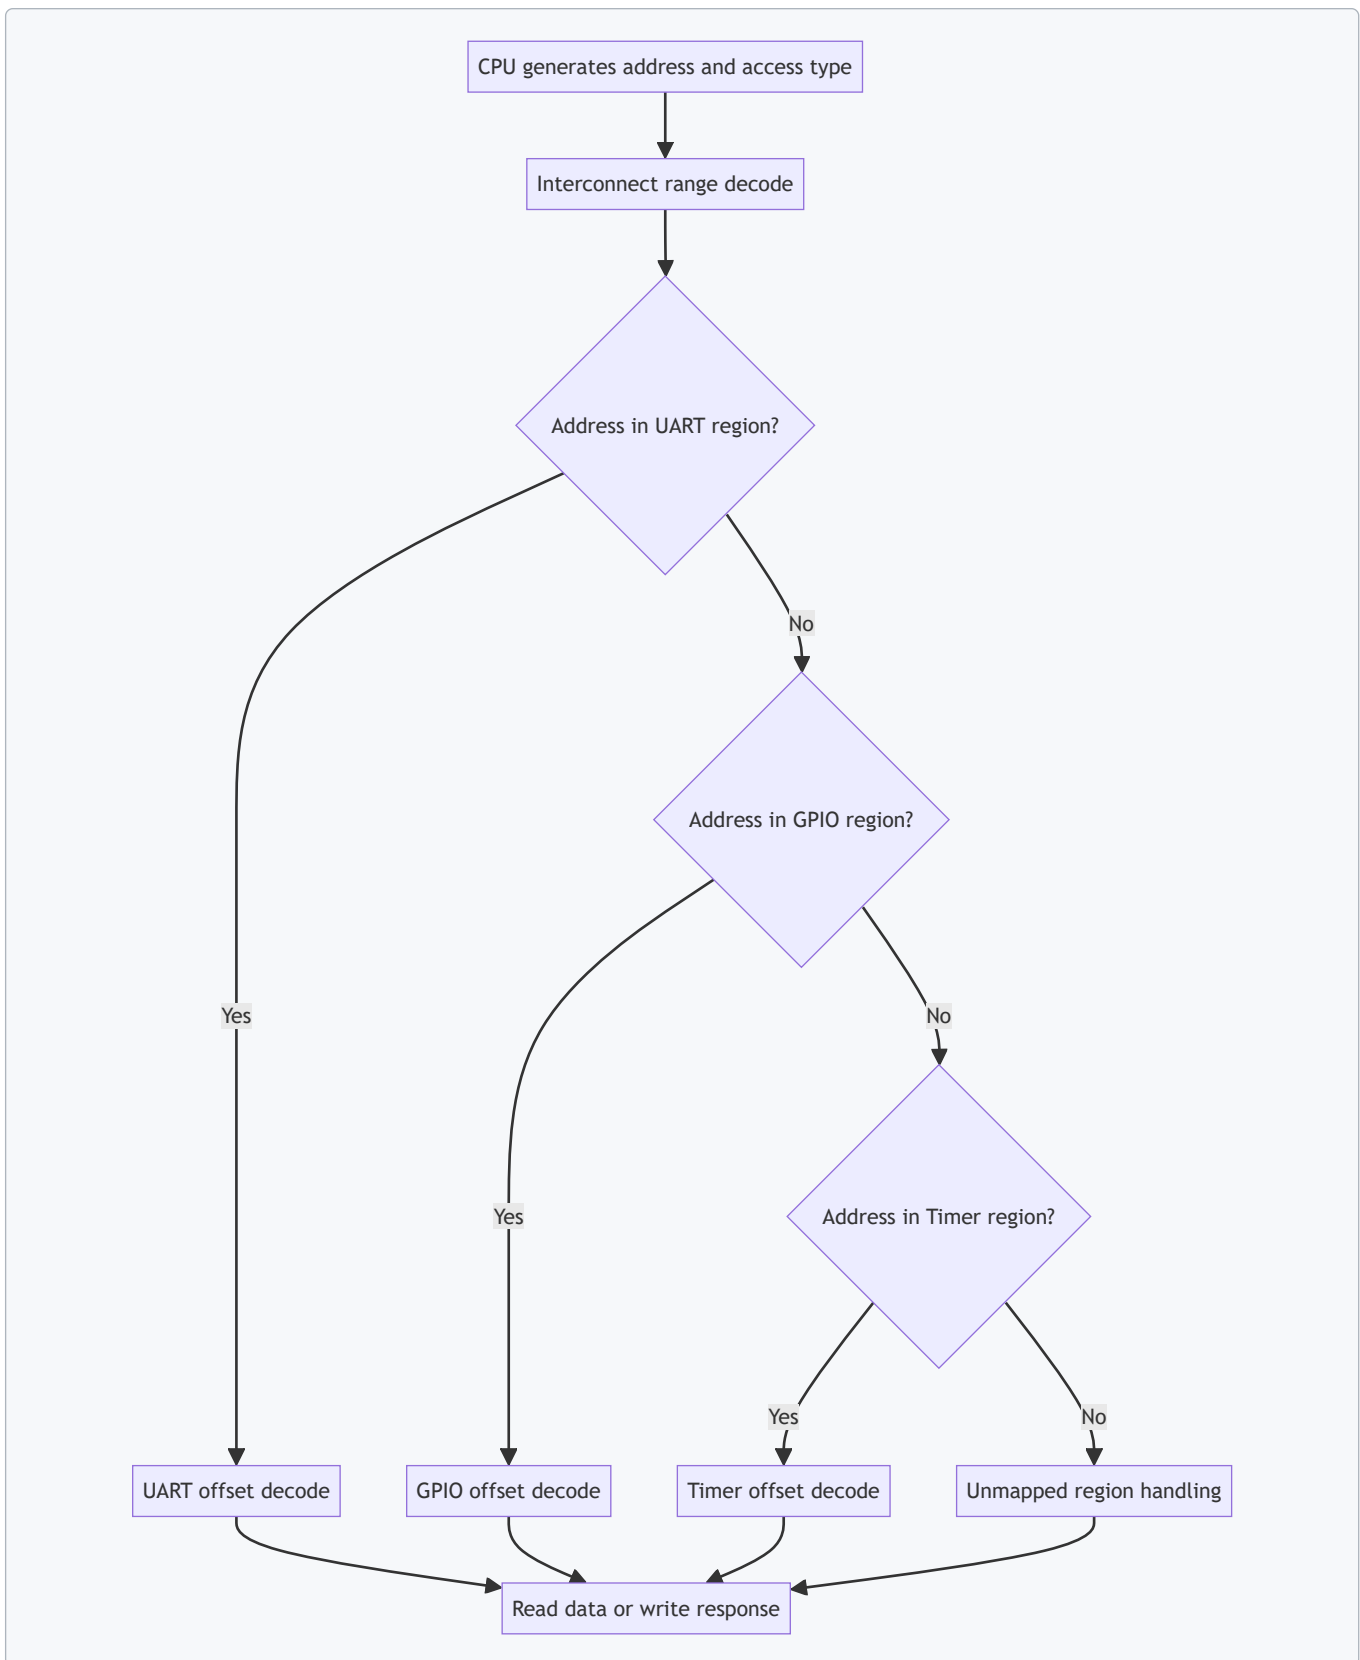 CPU generates address and access type
Interconnect range decode
Address in UART region?
No
Address in GPIO region?
Yes
No
Yes
Address in Timer region?
Yes
No
UART offset decode
GPIO offset decode
Timer offset decode
Unmapped region handling
Read data or write response